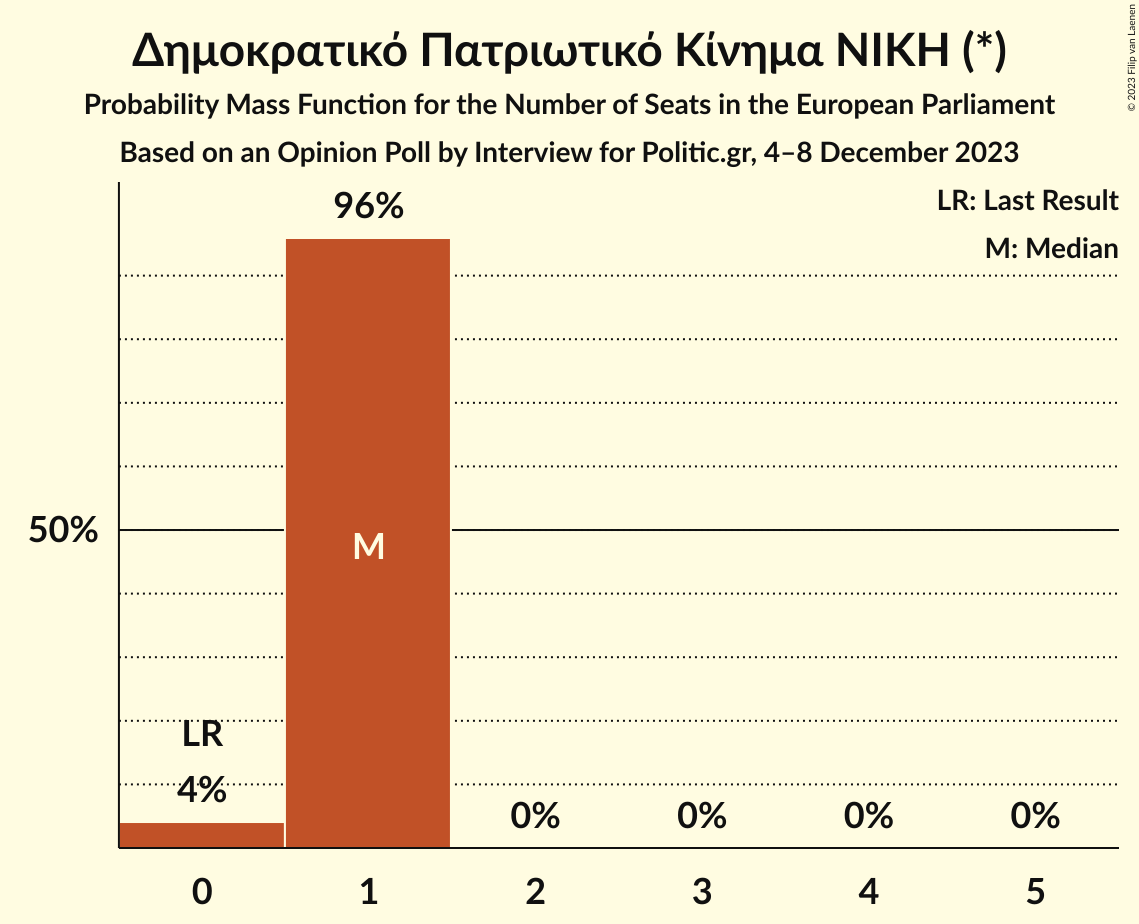 Δημοκρατικό Πατριωτικό Κίνημα ΝΙΚΗ (*)
Probability Mass Function for the Number of Seats in the European Parliament
Based on an Opinion Poll by Interview for Politic.gr, 4–8 December 2023
© 2023 Filip van Laenen
LR: Last Result
M: Median
96%
50%
M
LR
4%
0% 0% 0% 0%
0 1 2 3 4 5